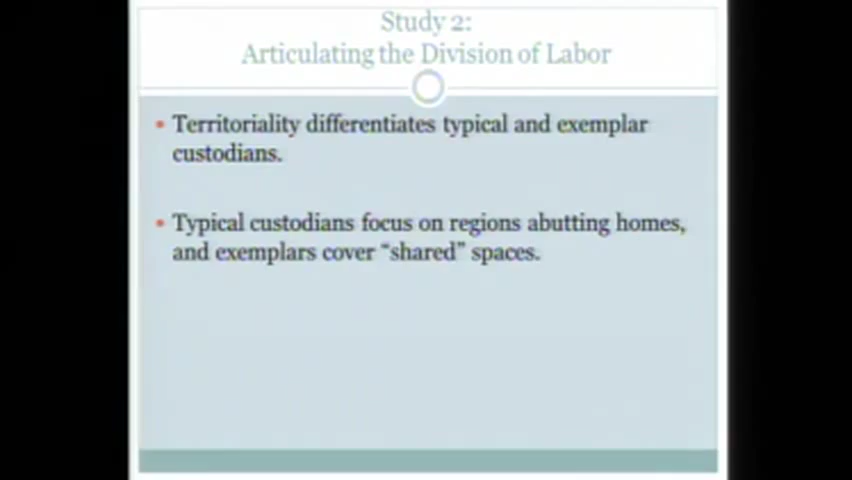 Study 2:
Articulating the Division of Labor
• Territoriality differentiates typical and exemplar
custodians.
• Typical custodians focus on regions abutting homes,
and exemplars cover “shared” spaces.